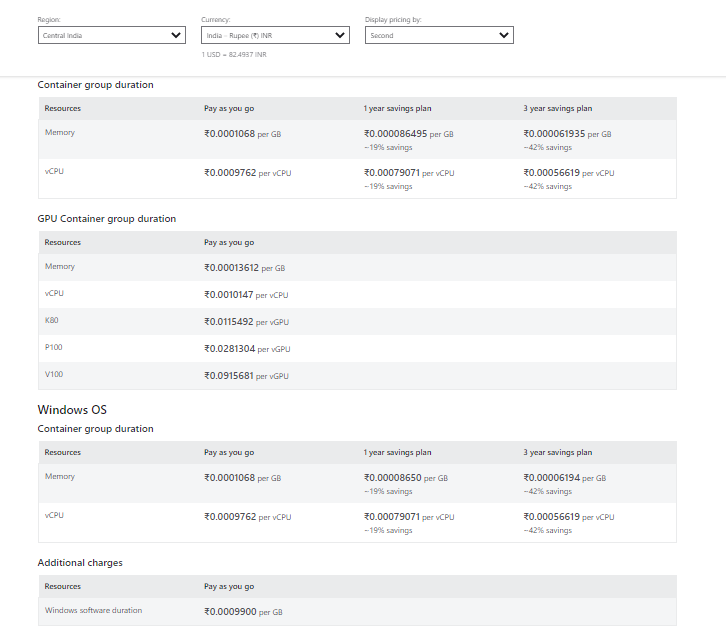 Region: Currency: Display pricing by:
Central India India – Rupee (₹) INR Second
1 USD = 82.4937 INR
Container group duration
Resources Pay as you go 1 year savings plan 3 year savings plan
Memory ₹0.0001068 per GB ₹0.000086495 per GB ₹0.000061935 per GB
~19% savings ~42% savings
vCPU ₹0.0009762 per vCPU ₹0.00079071 per vCPU ₹0.00056619 per vCPU
~19% savings ~42% savings
GPU Container group duration
Resources Pay as you go
Memory ₹0.00013612 per GB
vCPU ₹0.0010147 per vCPU
K80 ₹0.0115492 per vGPU
P100 ₹0.0281304 per vGPU
V100 ₹0.0915681 per vGPU
Windows OS
Container group duration
Resources Pay as you go 1 year savings plan 3 year savings plan
Memory ₹0.0001068 per GB ₹0.00008650 per GB ₹0.00006194 per GB
~19% savings ~42% savings
vCPU ₹0.0009762 per vCPU ₹0.00079071 per vCPU ₹0.00056619 per vCPU
~19% savings ~42% savings
Additional charges
Resources Pay as you go
Windows software duration ₹0.0009900 per GB